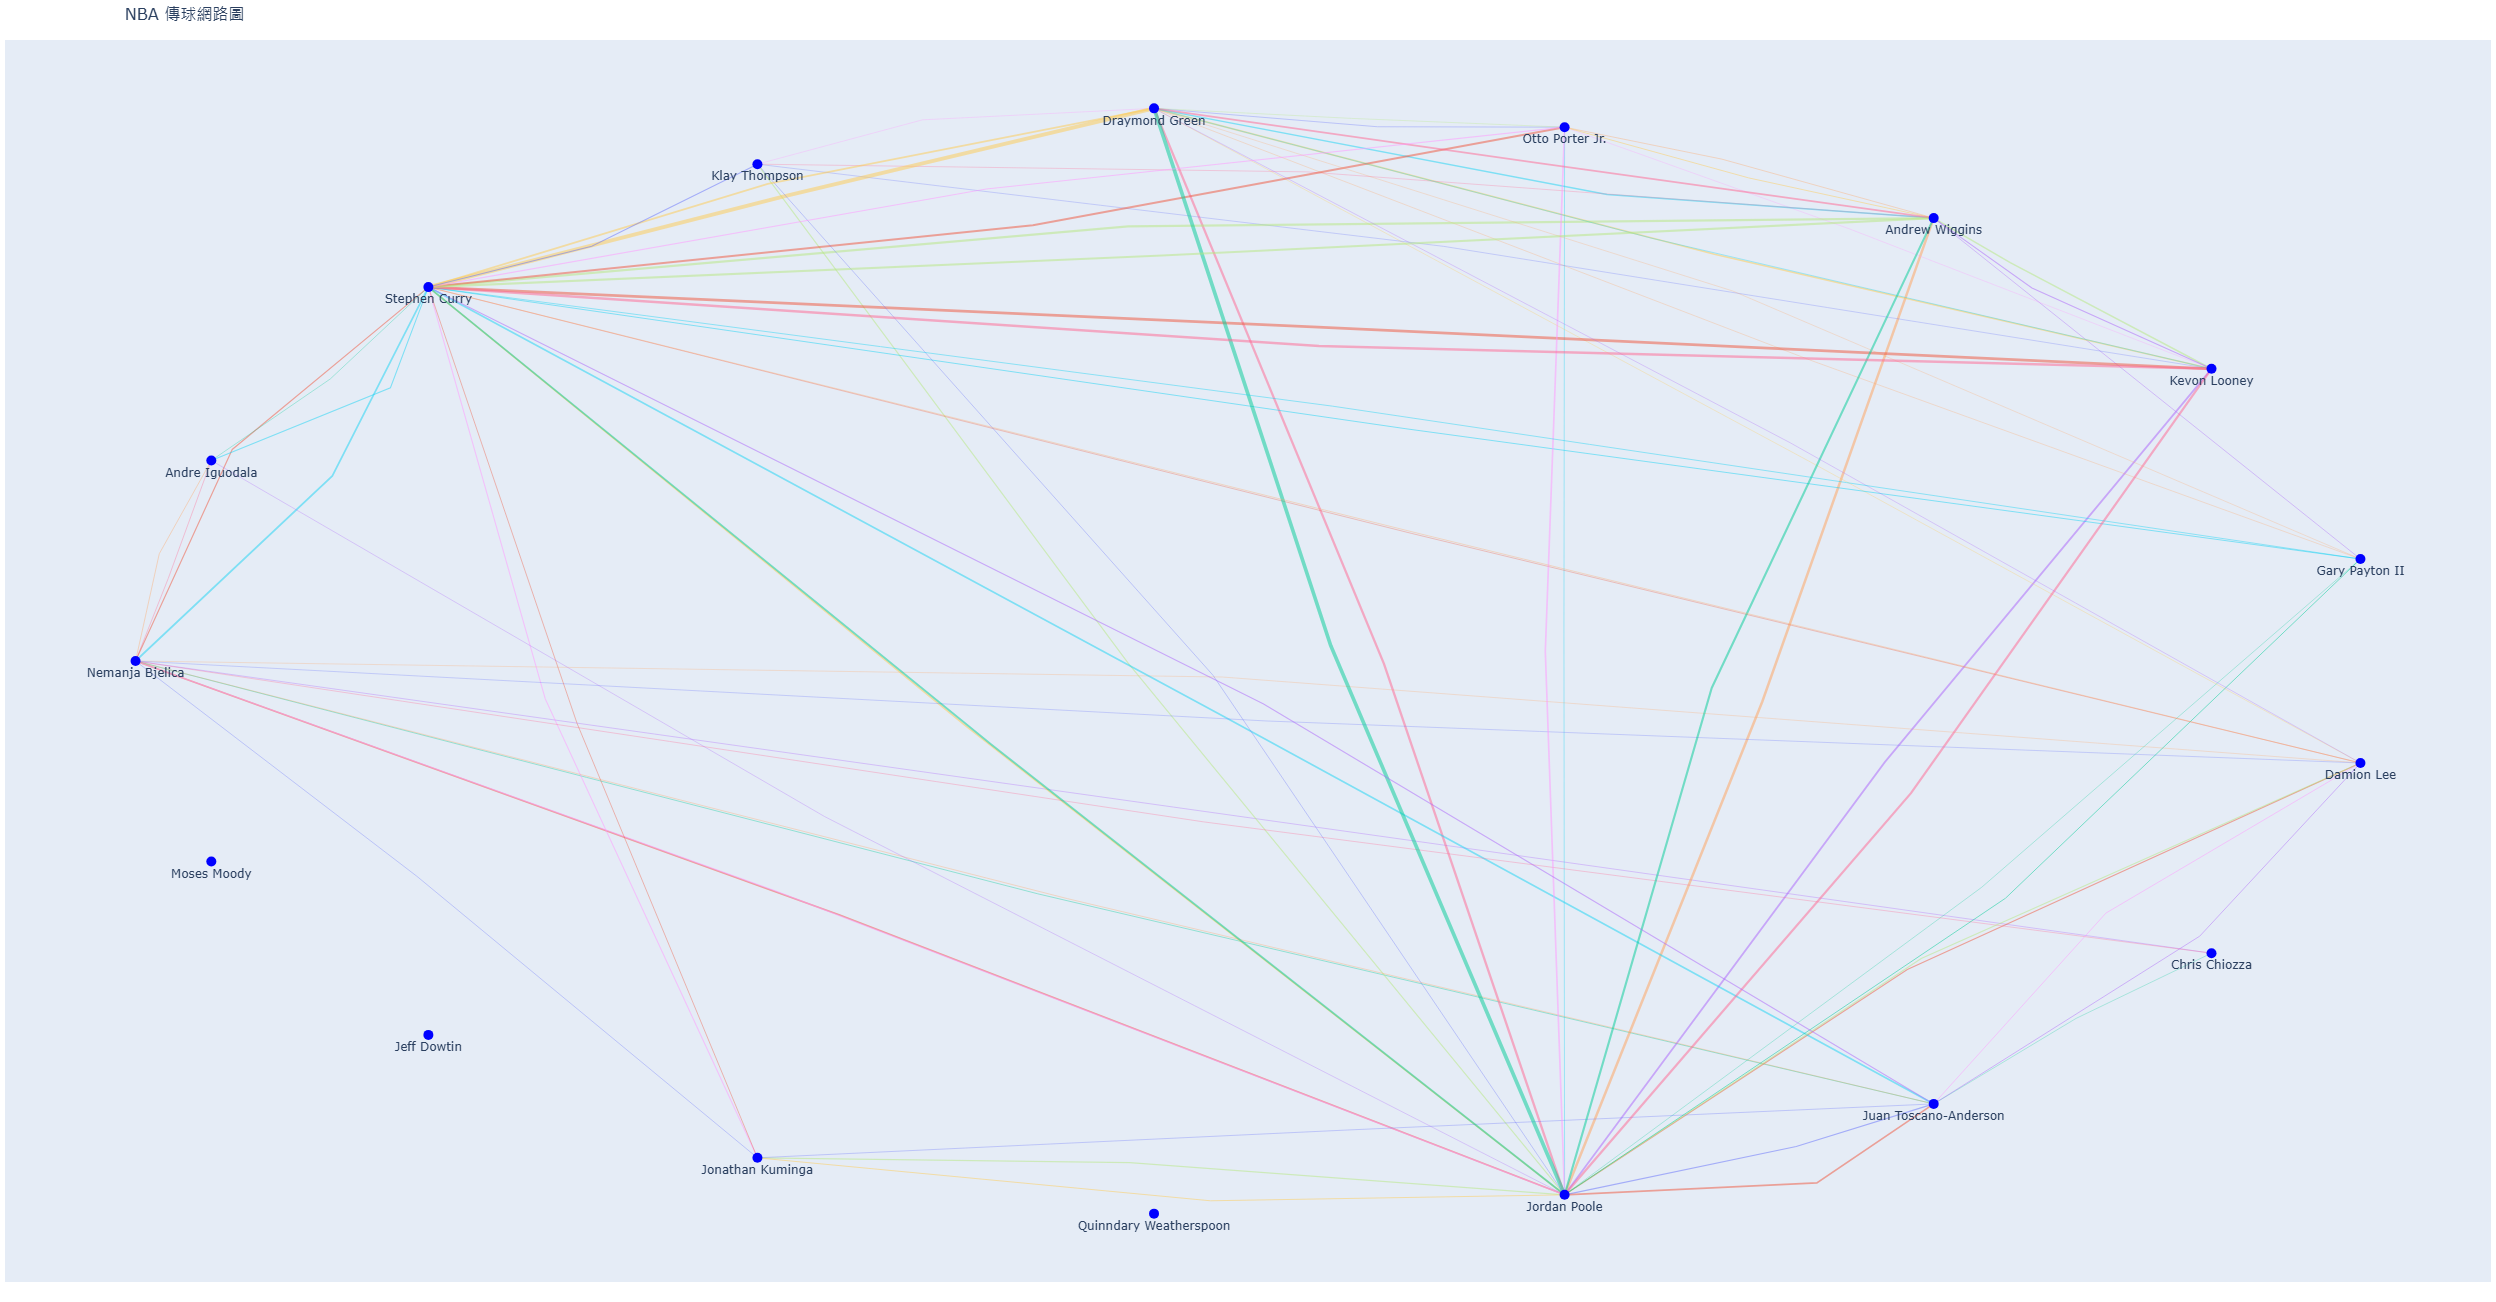 NBA 傳球網路圖
Draymond Green
Otto Porter Jr.
Klay Thompson
Andrew Wiggins
Stephen Curry
Kevon Looney
Andre Iguodala
Gary Payton II
Nemanja Bjelica
Damion Lee
Moses Moody
Chris Chiozza
Jeff Dowtin
Juan Toscano-Anderson
Jonathan Kuminga
Jordan Poole
Quinndary Weatherspoon